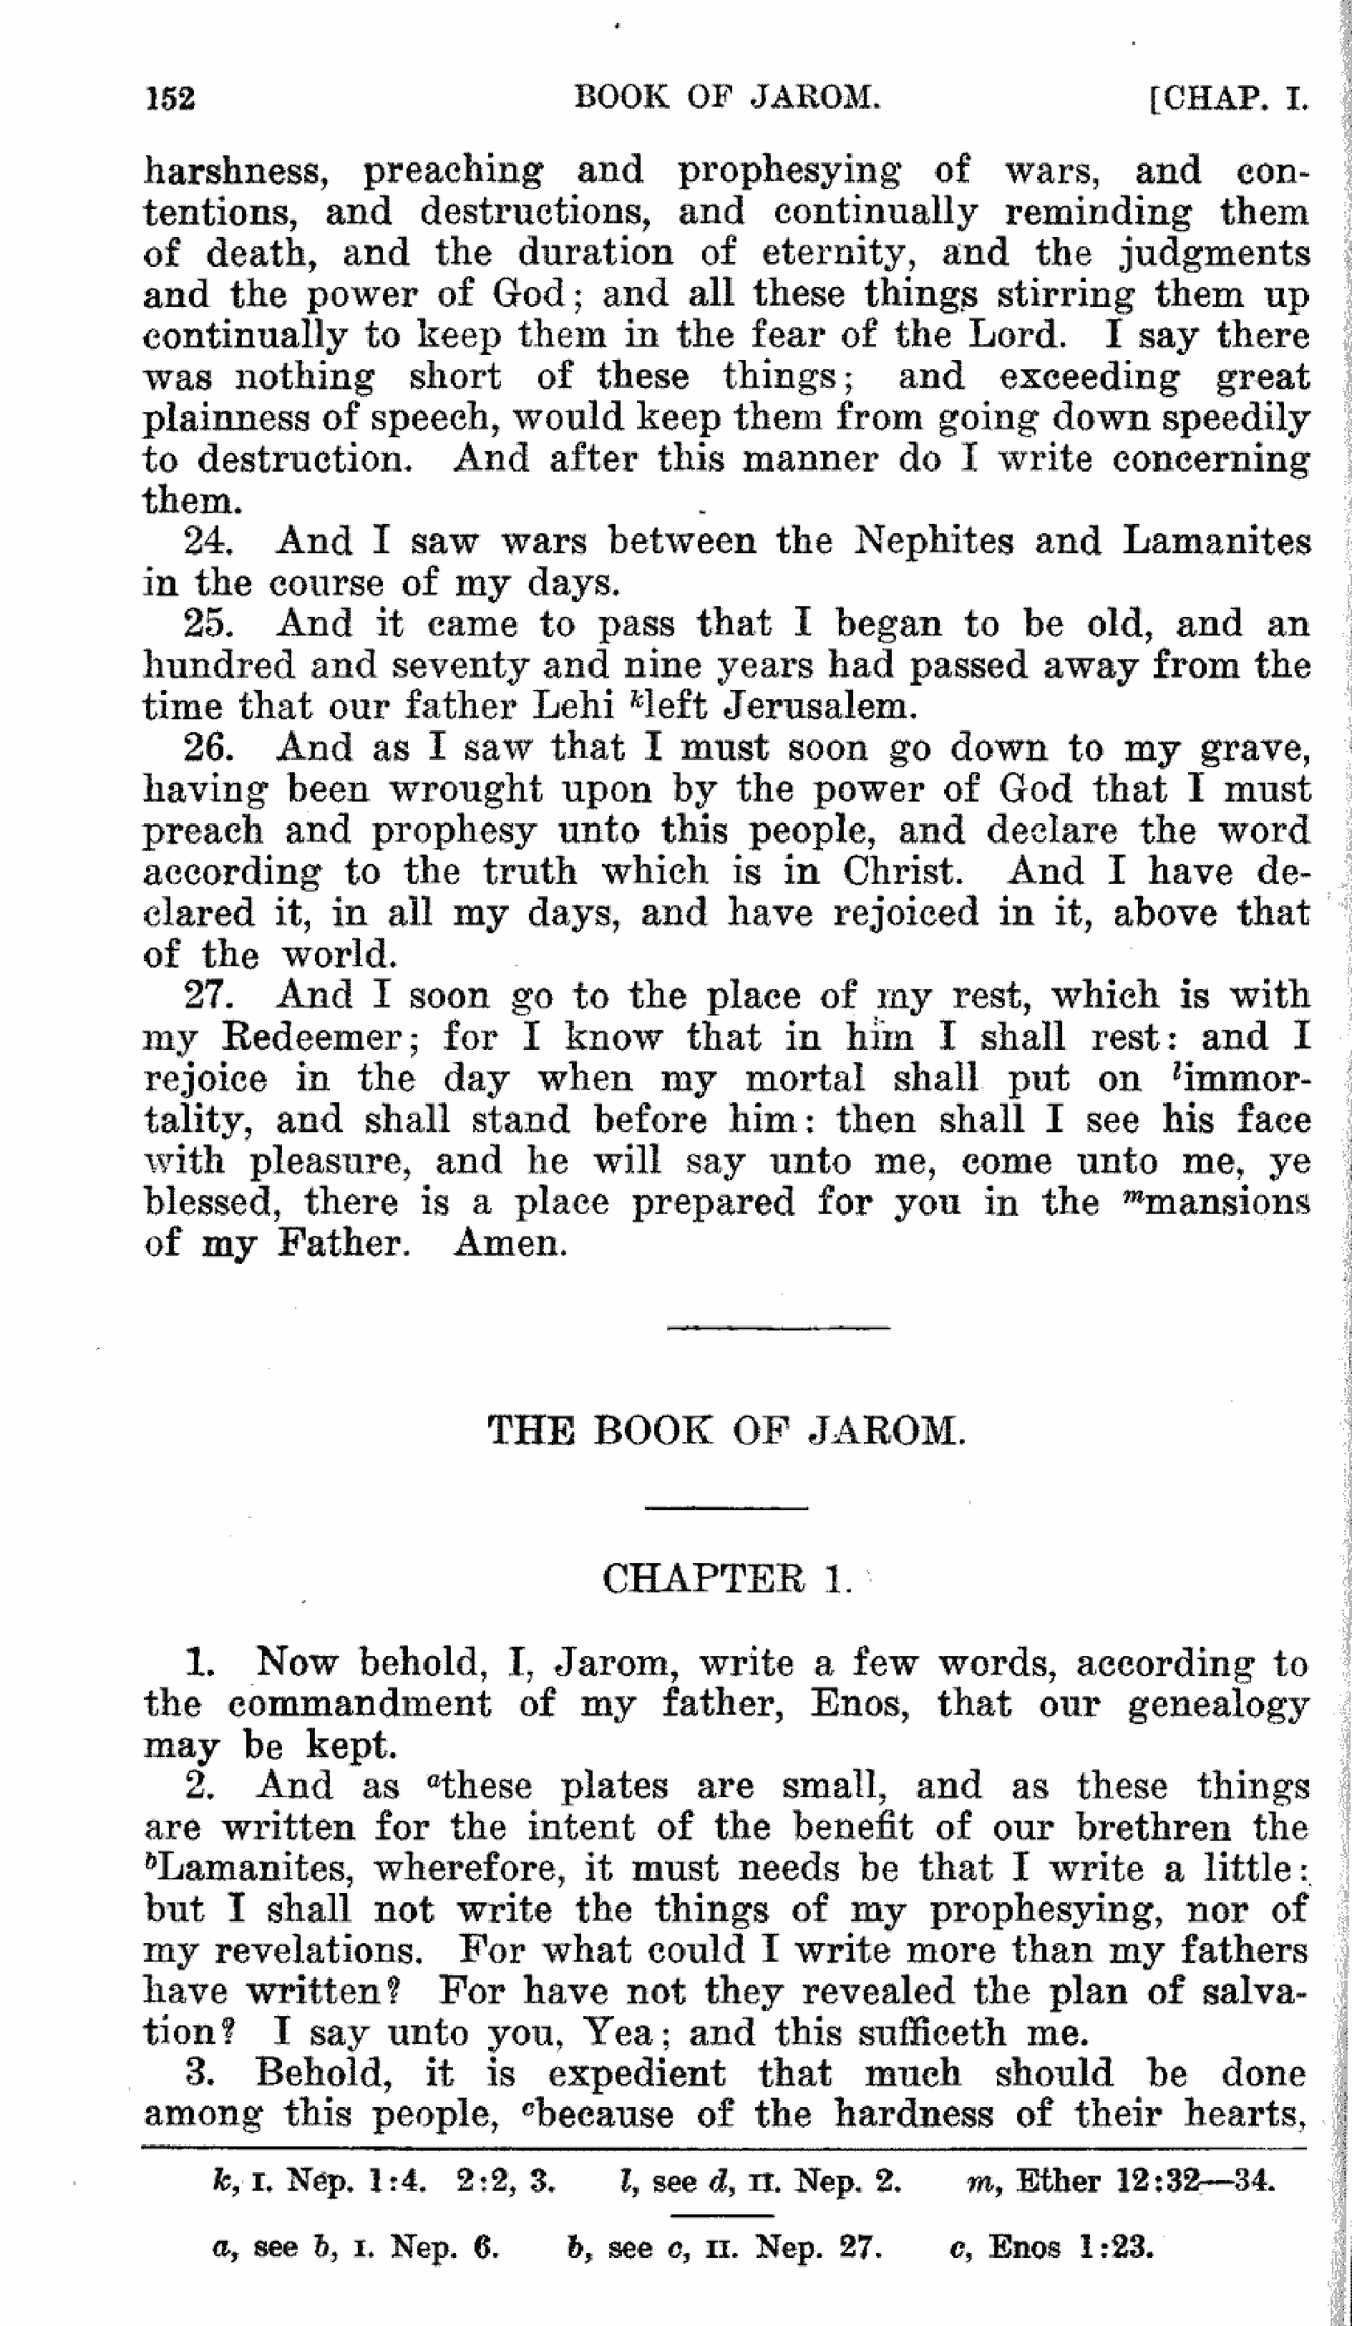 152 BOOK OF JAROM. [CHAP. I.
harshness, preaching and prophesying of wars, and con-
tentions, and destructions, and continually reminding them
of death, and the duration of eternity, and the judgments
and the power of God; and all these things stirring them up
continually to keep them in the fear of the Lord. I say there
was nothing short of these things; and exceeding great
plainness of speech, would keep them from going down speedily
to destruction. And after this manner do I write concerning
them.
24. And I saw wars between the Nephites and Lamanites
in the course of my days.
25. And it came to pass that I began to be old, and an
hundred and seventy and nine years had passed away from the
time that our father Lehi kleft Jerusalem.
26. And as I saw that I must soon go down to my grave,
having been wrought upon by the power of God that I must
preach and prophesy unto this people, and declare the word
according to the truth which is in Christ. And I have de-
clared it, in all my days, and have rejoiced in it, above that
of the world.
27. And I soon go to the place of my rest, which is with
my Redeemer; for I know that in him I shall rest: and I
rejoice in the day when my mortal shall put on limmor-
tality, and shall stand before him: then shall I see his face
with pleasure, and he will say unto me, come unto me, ye
blessed, there is a place prepared for you in the mmansions
of my Father. Amen.
THE BOOK OF JAROM.
CHAPTER 1.
1. Now behold, I, Jarom, write a few words, according to
the commandment of my father, Enos, that our genealogy
may be kept.
2. And as athese plates are small, and as these things
are written for the intent of the benefit of our brethren the
bLamanites, wherefore, it must needs be that I write a little:
but I shall not write the things of my prophesying, nor of
my revelations. For what could I write more than my fathers
have written? For have not they revealed the plan of salva-
tion? I say unto you, Yea; and this sufficeth me.
3. Behold, it is expedient that much should be done
among this people, cbecause of the hardness of their hearts,
k, I. Nep. 1:4. 2:2, 3. l, see d, II. Nep. 2. m, Ether 12:32—34.
a, see b, I. Nep. 6. b, see c, II. Nep. 27. c, Enos 1:23.